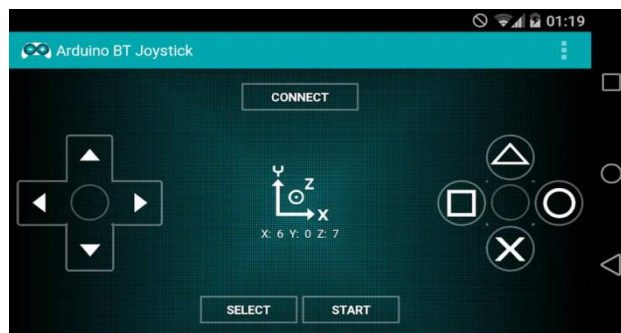 01:19
Arduino BT Joystick
CONNECT
Y
Z
X
X: 6 Y: 0 Z: 7
SELECT START